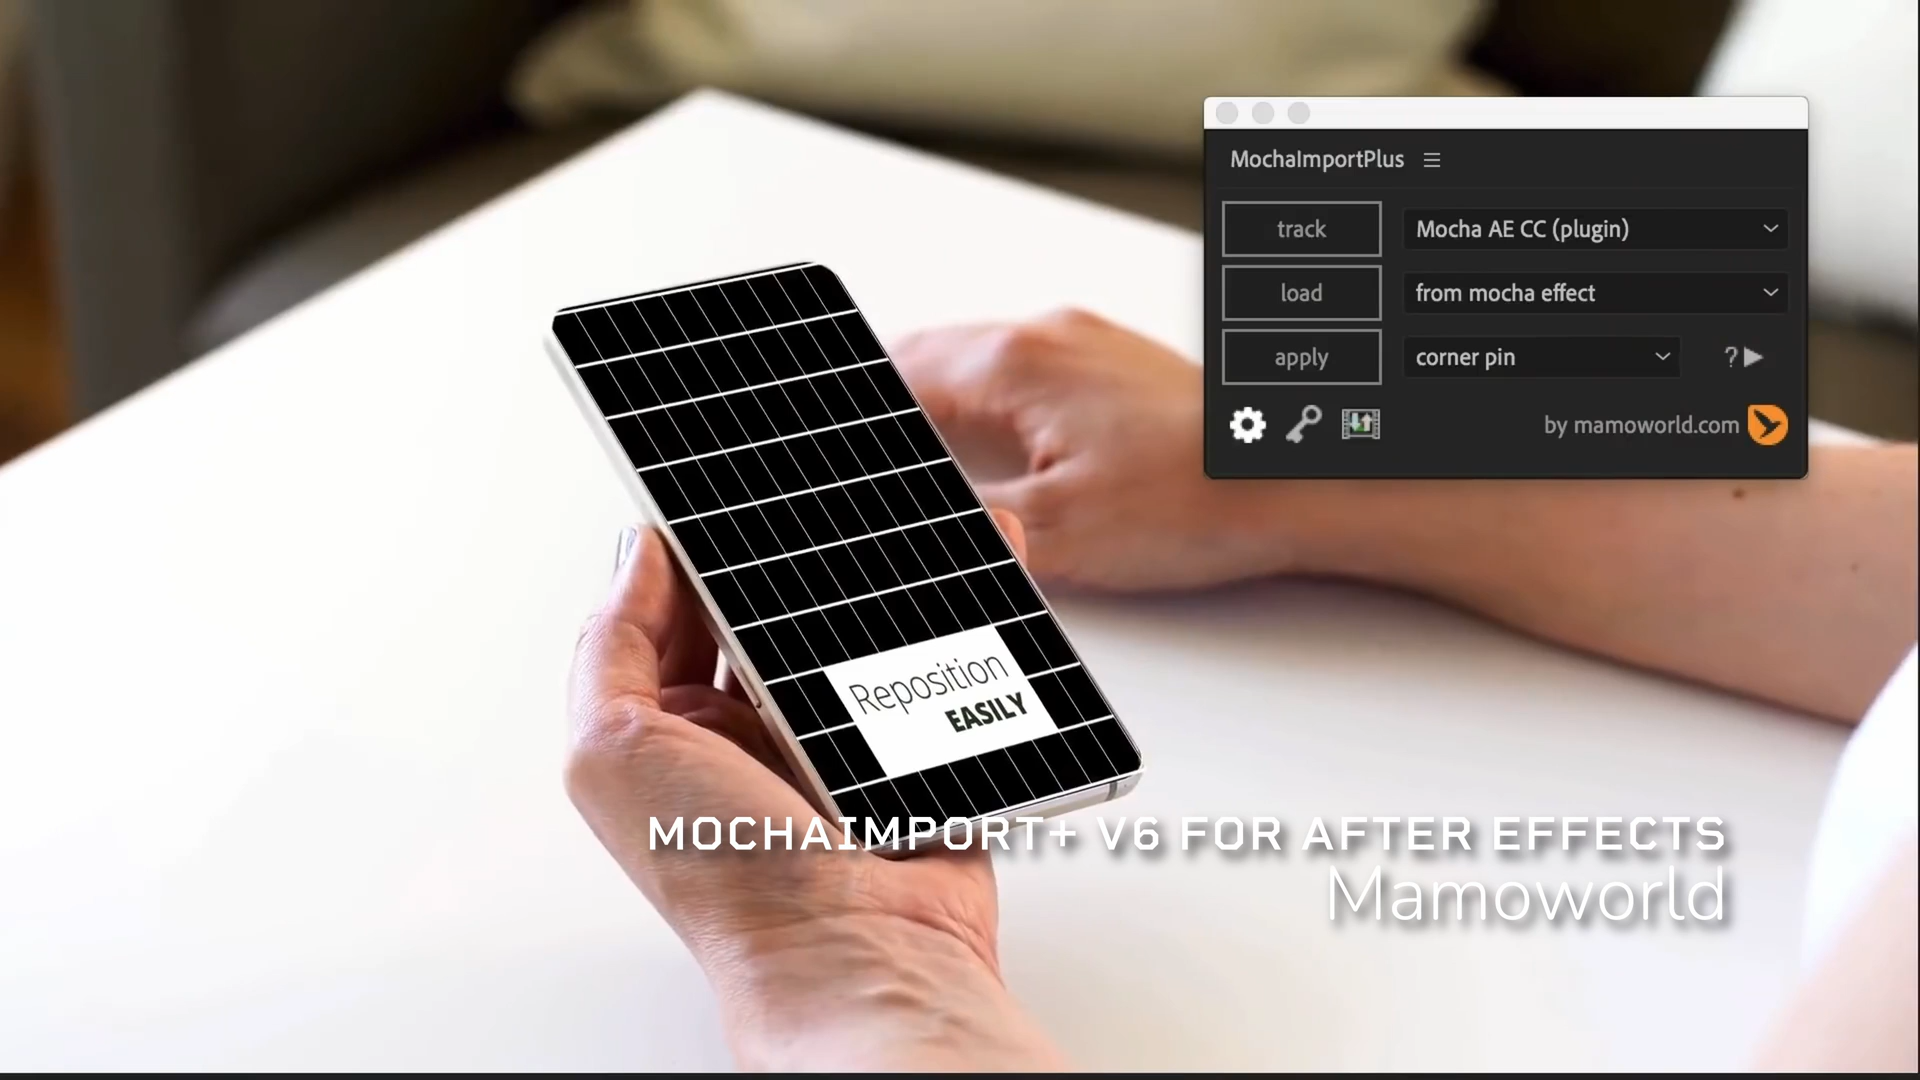 MochaImportPlus
track
Mocha AE CC (plugin)
load
from mocha effect
apply
corner pin
?
by mamoworld.com
Reposition
EASILY
MOCHAIMPORT+ V6 FOR AFTER EFFECTS
Mamoworld